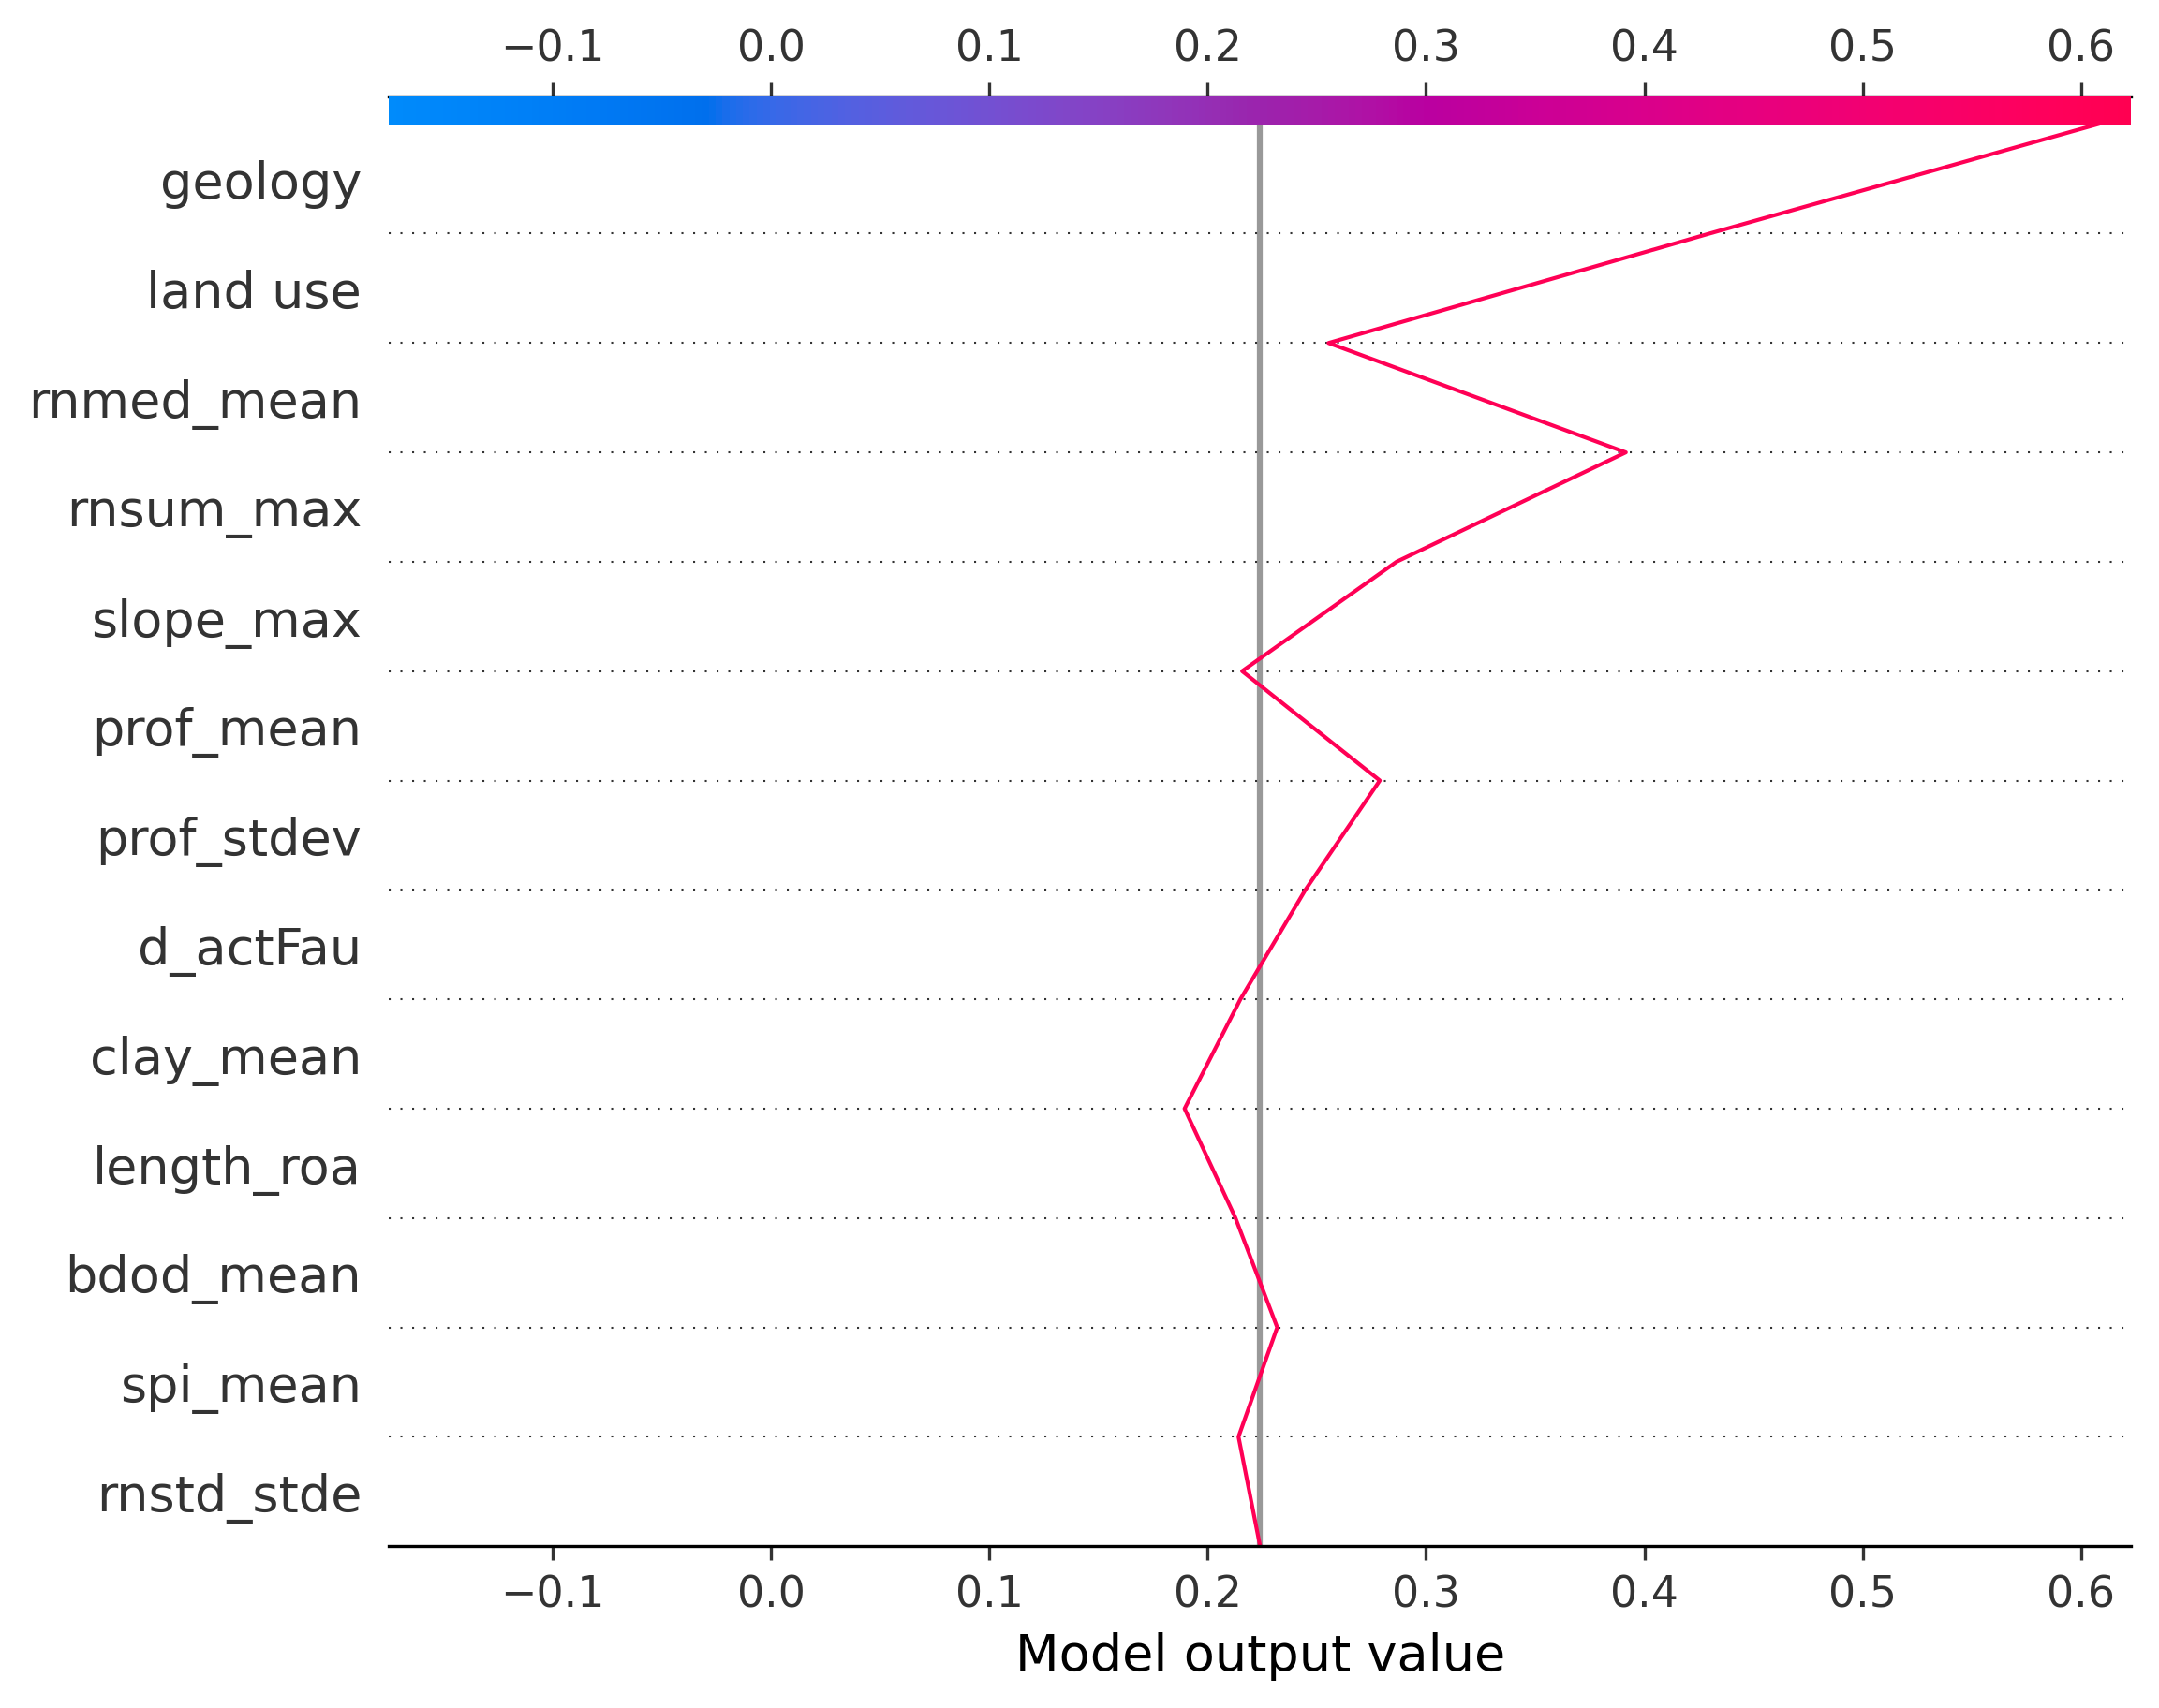 −0.1 0.0 0.1 0.2 0.3 0.4 0.5 0.6
geology
land use
rnmed_mean
rnsum_max
slope_max
prof_mean
prof_stdev
d_actFau
clay_mean
length_roa
bdod_mean
spi_mean
rnstd_stde
−0.1 0.0 0.1 0.2 0.3 0.4 0.5 0.6
Model output value